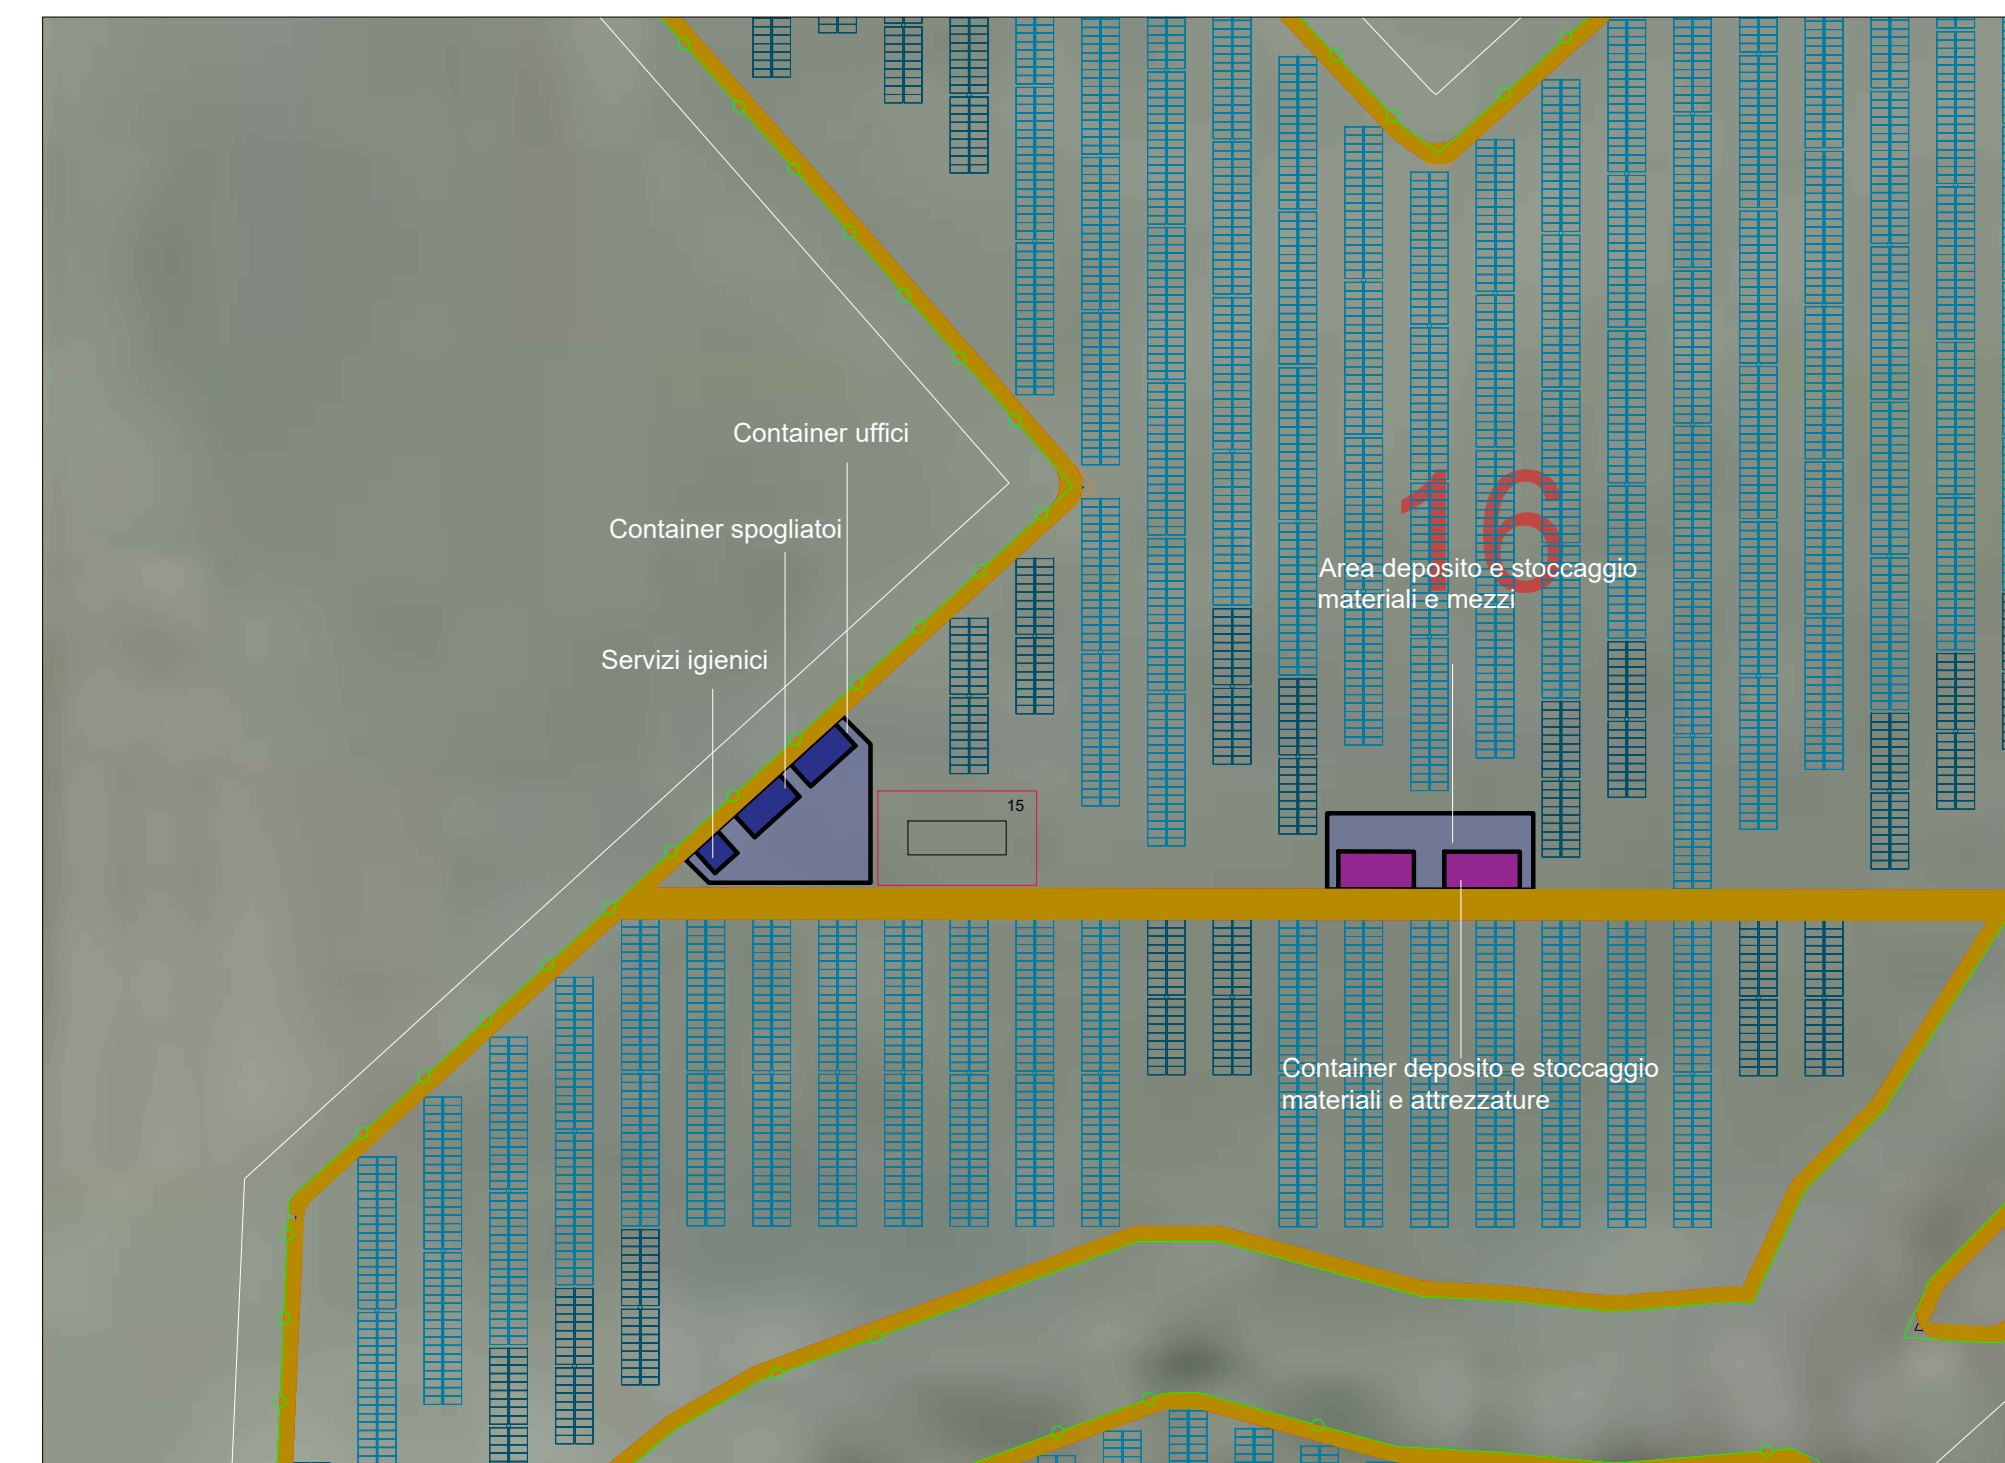 Container uffici
Container spogliatoi
Servizi igienici
16
Area deposito e stoccaggio
materiali e mezzi
15
Container deposito e stoccaggio
materiali e attrezzature